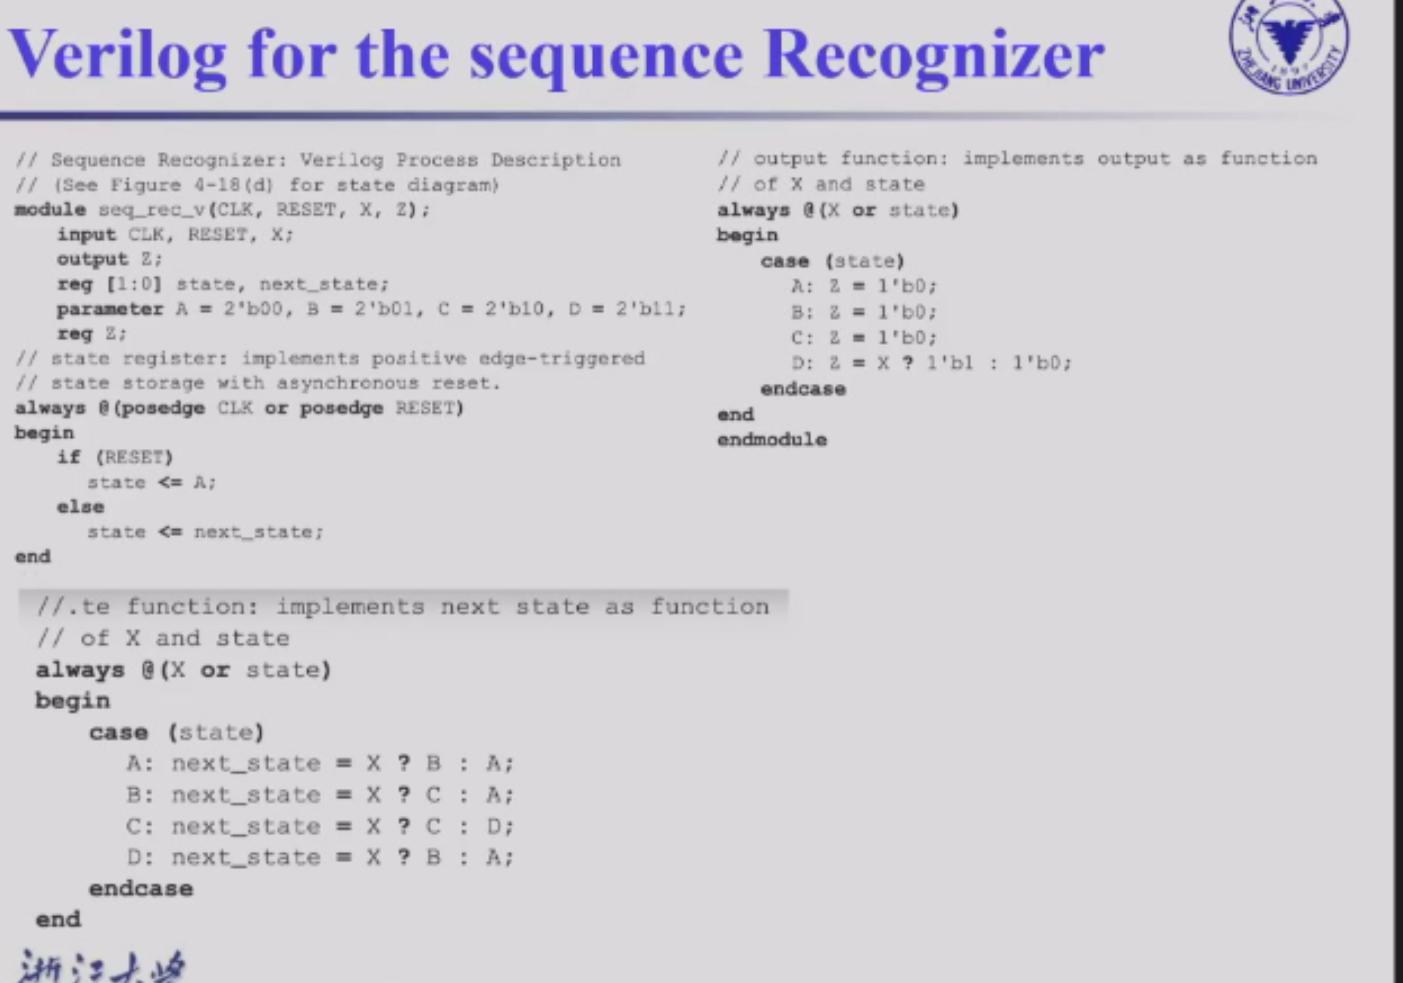 Verilog for the sequence Recognizer
ZHEJIANG UNIVERSITY
1897
// Sequence Recognizer: Verilog Process Description
// (See Figure 4-18(d) for state diagram)
module seq_rec_v(CLK, RESET, X, Z);
input CLK, RESET, X;
output Z;
reg [1:0] state, next_state;
parameter A = 2'b00, B = 2'b01, C = 2'b10, D = 2'b11;
reg Z;
// state register: implements positive edge-triggered
// state storage with asynchronous reset.
always @(posedge CLK or posedge RESET)
begin
if (RESET)
state <= A;
else
state <= next_state;
end
//.te function: implements next state as function
// of X and state
always @(X or state)
begin
case (state)
A: next_state = X ? B : A;
B: next_state = X ? C : A;
C: next_state = X ? C : D;
D: next_state = X ? B : A;
endcase
end
// output function: implements output as function
// of X and state
always @(X or state)
begin
case (state)
A: Z = 1'b0;
B: Z = 1'b0;
C: Z = 1'b0;
D: Z = X ? 1'b1 : 1'b0;
endcase
end
endmodule
浙江大学